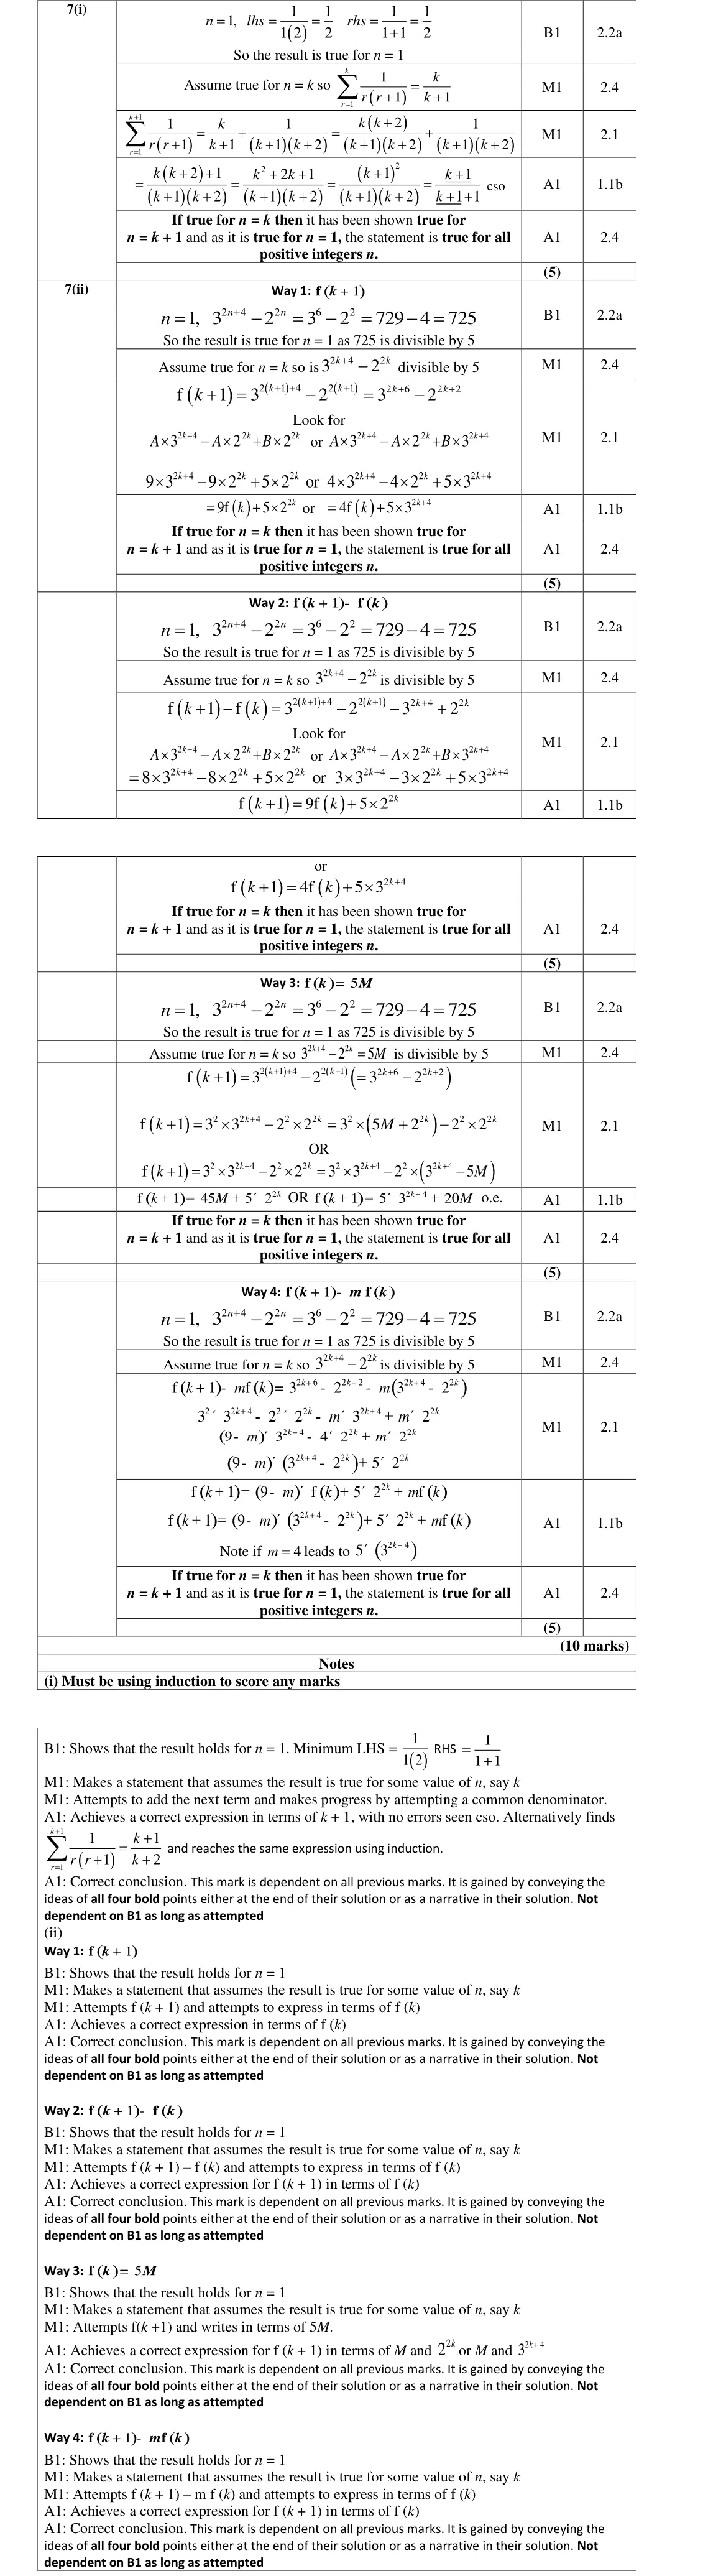 7(i)
n = 1, lhs = 1/(1(2)) = 1/2 rhs = 1/(1+1) = 1/2
So the result is true for n = 1
B1 2.2a
Assume true for n = k so ∑_{r=1}^{k} 1/(r(r+1)) = k/(k+1)
M1 2.4
∑_{r=1}^{k+1} 1/(r(r+1)) = k/(k+1) + 1/((k+1)(k+2)) = k(k+2)/((k+1)(k+2)) + 1/((k+1)(k+2))
M1 2.1
= (k(k+2)+1)/((k+1)(k+2)) = (k²+2k+1)/((k+1)(k+2)) = (k+1)²/((k+1)(k+2)) = (k+1)/(k+1+1) cso
A1 1.1b
If true for n = k then it has been shown true for
n = k + 1 and as it is true for n = 1, the statement is true for all
positive integers n.
A1 2.4
(5)
7(ii)
Way 1: f (k + 1)
n = 1, 3^{2n+4} − 2^{2n} = 3^6 − 2^2 = 729 − 4 = 725
So the result is true for n = 1 as 725 is divisible by 5
B1 2.2a
Assume true for n = k so is 3^{2k+4} − 2^{2k} divisible by 5
M1 2.4
f (k+1) = 3^{2(k+1)+4} − 2^{2(k+1)} = 3^{2k+6} − 2^{2k+2}
Look for
A×3^{2k+4} − A×2^{2k} + B×2^{2k} or A×3^{2k+4} − A×2^{2k} + B×3^{2k+4}
9×3^{2k+4} − 9×2^{2k} + 5×2^{2k} or 4×3^{2k+4} − 4×2^{2k} + 5×3^{2k+4}
M1 2.1
= 9f (k) + 5×2^{2k} or = 4f (k) + 5×3^{2k+4}
A1 1.1b
If true for n = k then it has been shown true for
n = k + 1 and as it is true for n = 1, the statement is true for all
positive integers n.
A1 2.4
(5)
Way 2: f (k + 1)- f (k)
n = 1, 3^{2n+4} − 2^{2n} = 3^6 − 2^2 = 729 − 4 = 725
So the result is true for n = 1 as 725 is divisible by 5
B1 2.2a
Assume true for n = k so 3^{2k+4} − 2^{2k} is divisible by 5
M1 2.4
f (k+1) − f (k) = 3^{2(k+1)+4} − 2^{2(k+1)} − 3^{2k+4} + 2^{2k}
Look for
A×3^{2k+4} − A×2^{2k} + B×2^{2k} or A×3^{2k+4} − A×2^{2k} + B×3^{2k+4}
= 8×3^{2k+4} − 8×2^{2k} + 5×2^{2k} or 3×3^{2k+4} − 3×2^{2k} + 5×3^{2k+4}
M1 2.1
f (k+1) = 9f (k) + 5×2^{2k}
A1 1.1b
or
f (k+1) = 4f (k) + 5×3^{2k+4}
If true for n = k then it has been shown true for
n = k + 1 and as it is true for n = 1, the statement is true for all
positive integers n.
A1 2.4
(5)
Way 3: f (k)= 5M
n = 1, 3^{2n+4} − 2^{2n} = 3^6 − 2^2 = 729 − 4 = 725
So the result is true for n = 1 as 725 is divisible by 5
B1 2.2a
Assume true for n = k so 3^{2k+4} − 2^{2k} = 5M is divisible by 5
M1 2.4
f (k+1) = 3^{2(k+1)+4} − 2^{2(k+1)} (= 3^{2k+6} − 2^{2k+2})
f (k+1) = 3^2 × 3^{2k+4} − 2^2 × 2^{2k} = 3^2 × (5M + 2^{2k}) − 2^2 × 2^{2k}
OR
f (k+1) = 3^2 × 3^{2k+4} − 2^2 × 2^{2k} = 3^2 × 3^{2k+4} − 2^2 × (3^{2k+4} − 5M)
M1 2.1
f (k + 1)= 45M + 5´ 2^{2k} OR f (k + 1)= 5´ 3^{2k+4} + 20M o.e.
A1 1.1b
If true for n = k then it has been shown true for
n = k + 1 and as it is true for n = 1, the statement is true for all
positive integers n.
A1 2.4
(5)
Way 4: f (k + 1)- m f (k)
n = 1, 3^{2n+4} − 2^{2n} = 3^6 − 2^2 = 729 − 4 = 725
So the result is true for n = 1 as 725 is divisible by 5
B1 2.2a
Assume true for n = k so 3^{2k+4} − 2^{2k} is divisible by 5
M1 2.4
f (k + 1)- mf (k)= 3^{2k+6} - 2^{2k+2} - m(3^{2k+4} - 2^{2k})
3^2´ 3^{2k+4} - 2^2´ 2^{2k} - m´ 3^{2k+4} + m´ 2^{2k}
(9- m)´ 3^{2k+4} - 4´ 2^{2k} + m´ 2^{2k}
(9- m)´ (3^{2k+4} - 2^{2k})+ 5´ 2^{2k}
M1 2.1
f (k + 1)= (9- m)´ f (k)+ 5´ 2^{2k} + mf (k)
f (k + 1)= (9- m)´ (3^{2k+4} - 2^{2k})+ 5´ 2^{2k} + mf (k)
Note if m = 4 leads to 5´ (3^{2k+4})
A1 1.1b
If true for n = k then it has been shown true for
n = k + 1 and as it is true for n = 1, the statement is true for all
positive integers n.
A1 2.4
(5)
(10 marks)
Notes
(i) Must be using induction to score any marks
B1: Shows that the result holds for n = 1. Minimum LHS = 1/(1(2)) RHS = 1/(1+1)
M1: Makes a statement that assumes the result is true for some value of n, say k
M1: Attempts to add the next term and makes progress by attempting a common denominator.
A1: Achieves a correct expression in terms of k + 1, with no errors seen cso. Alternatively finds
∑_{r=1}^{k+1} 1/(r(r+1)) = (k+1)/(k+2) and reaches the same expression using induction.
A1: Correct conclusion. This mark is dependent on all previous marks. It is gained by conveying the
ideas of all four bold points either at the end of their solution or as a narrative in their solution. Not
dependent on B1 as long as attempted
(ii)
Way 1: f (k + 1)
B1: Shows that the result holds for n = 1
M1: Makes a statement that assumes the result is true for some value of n, say k
M1: Attempts f (k + 1) and attempts to express in terms of f (k)
A1: Achieves a correct expression in terms of f (k)
A1: Correct conclusion. This mark is dependent on all previous marks. It is gained by conveying the
ideas of all four bold points either at the end of their solution or as a narrative in their solution. Not
dependent on B1 as long as attempted
Way 2: f (k + 1)- f (k)
B1: Shows that the result holds for n = 1
M1: Makes a statement that assumes the result is true for some value of n, say k
M1: Attempts f (k + 1) – f (k) and attempts to express in terms of f (k)
A1: Achieves a correct expression for f (k + 1) in terms of f (k)
A1: Correct conclusion. This mark is dependent on all previous marks. It is gained by conveying the
ideas of all four bold points either at the end of their solution or as a narrative in their solution. Not
dependent on B1 as long as attempted
Way 3: f (k)= 5M
B1: Shows that the result holds for n = 1
M1: Makes a statement that assumes the result is true for some value of n, say k
M1: Attempts f(k +1) and writes in terms of 5M.
A1: Achieves a correct expression for f (k + 1) in terms of M and 2^{2k} or M and 3^{2k+4}
A1: Correct conclusion. This mark is dependent on all previous marks. It is gained by conveying the
ideas of all four bold points either at the end of their solution or as a narrative in their solution. Not
dependent on B1 as long as attempted
Way 4: f (k + 1)- mf (k)
B1: Shows that the result holds for n = 1
M1: Makes a statement that assumes the result is true for some value of n, say k
M1: Attempts f (k + 1) – m f (k) and attempts to express in terms of f (k)
A1: Achieves a correct expression for f (k + 1) in terms of f (k)
A1: Correct conclusion. This mark is dependent on all previous marks. It is gained by conveying the
ideas of all four bold points either at the end of their solution or as a narrative in their solution. Not
dependent on B1 as long as attempted